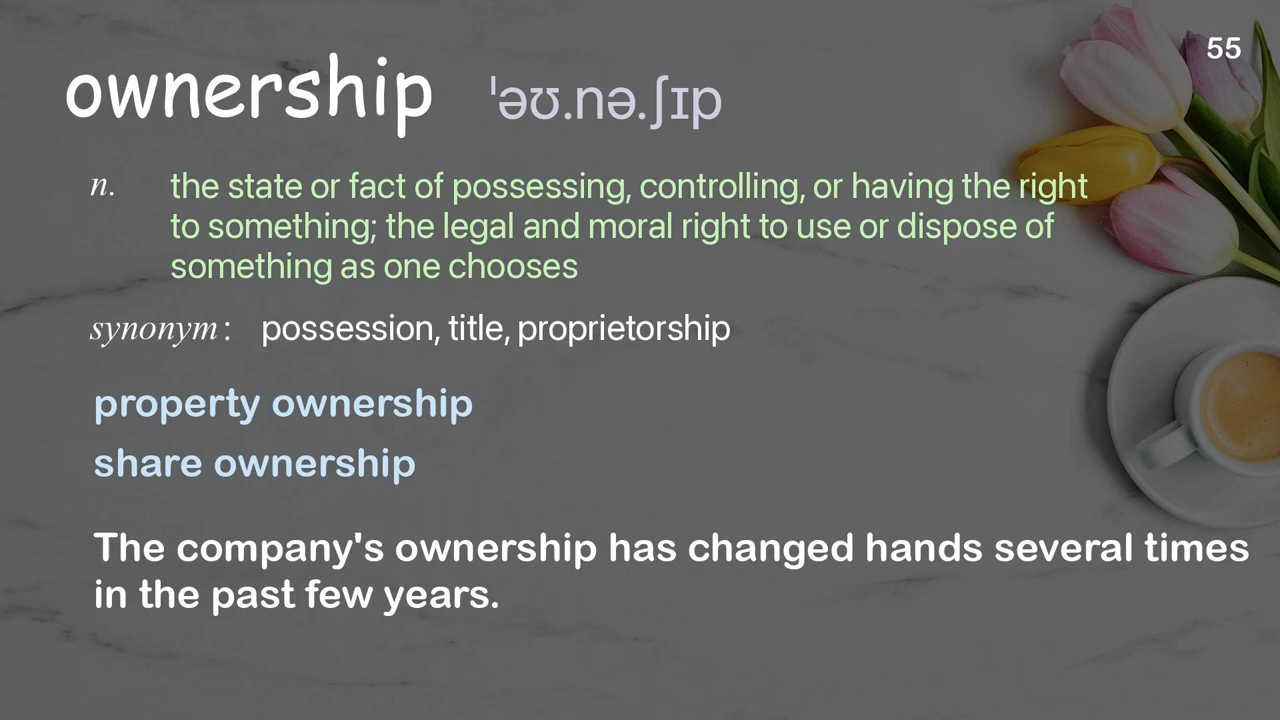 55
ownership ˈəʊ.nə.ʃɪp
n. the state or fact of possessing, controlling, or having the right
to something; the legal and moral right to use or dispose of
something as one chooses
synonym: possession, title, proprietorship
property ownership
share ownership
The company's ownership has changed hands several times
in the past few years.